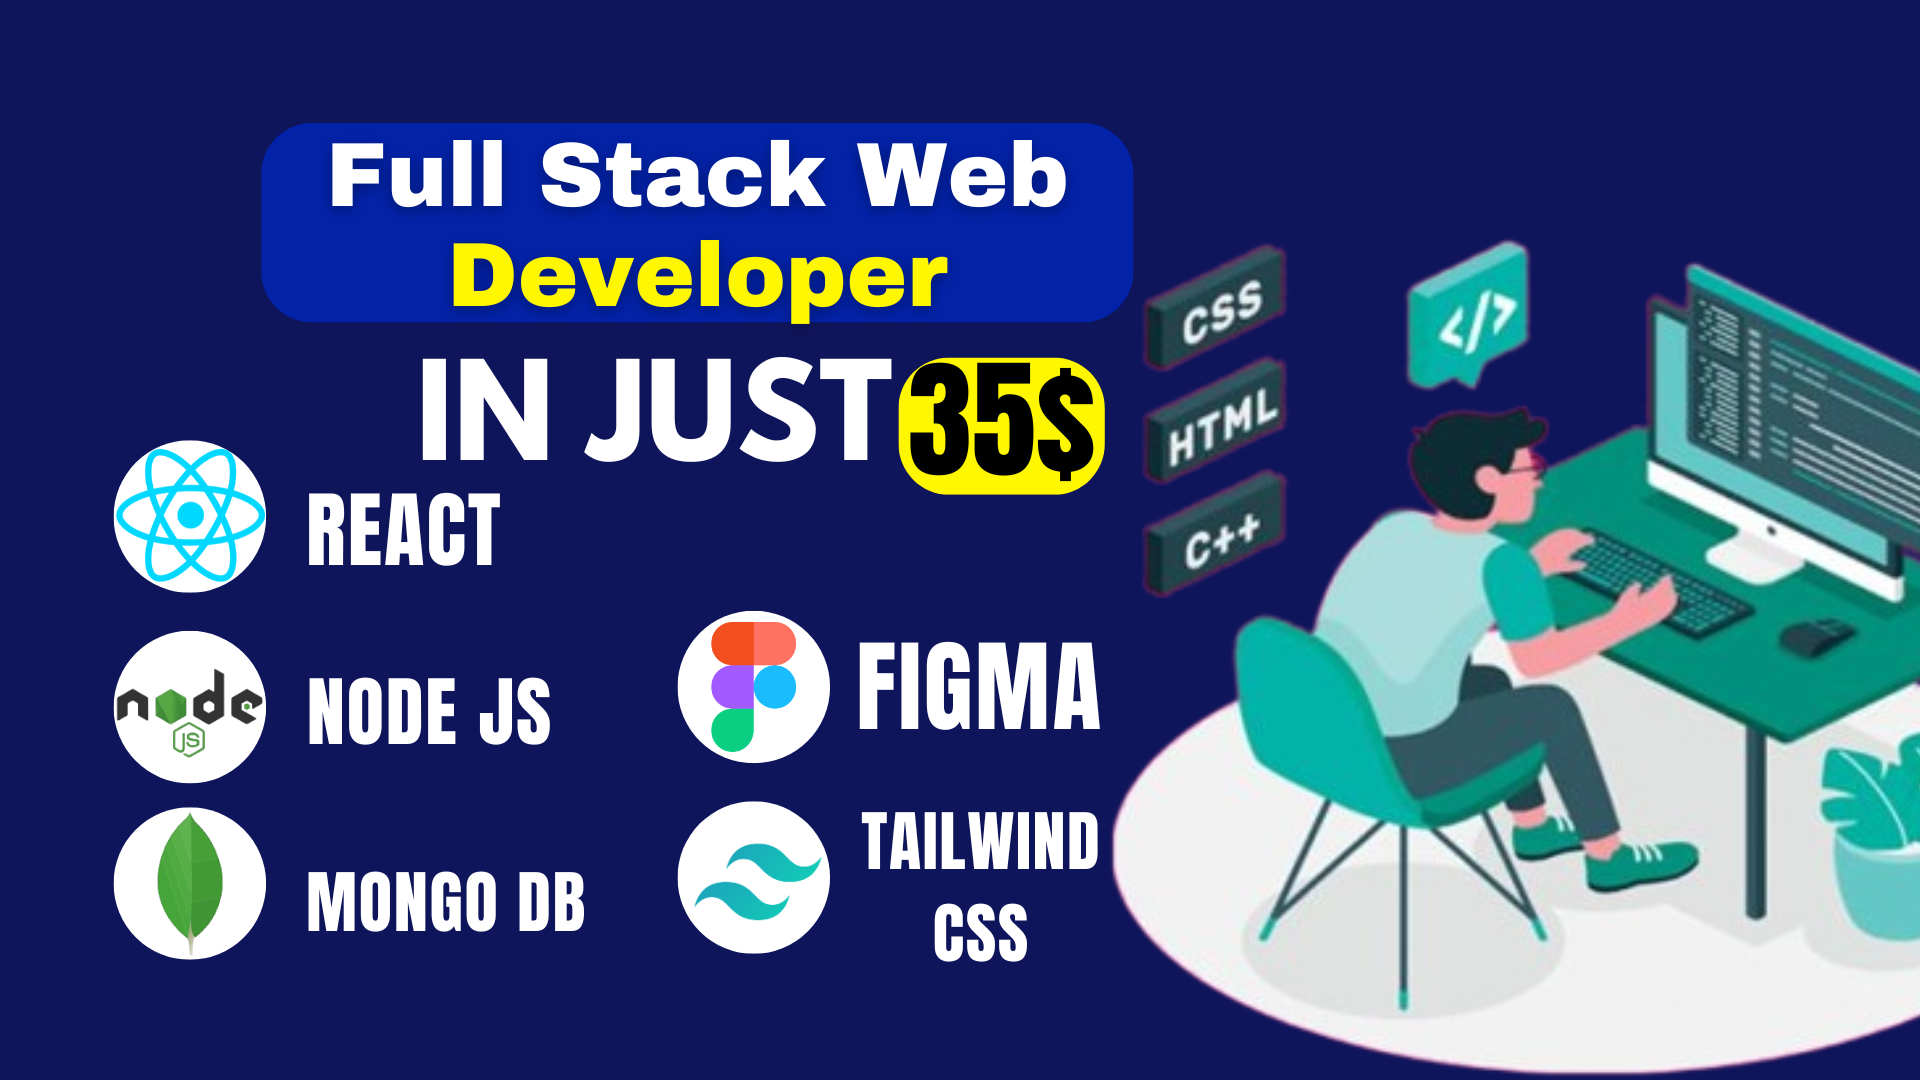 Full Stack Web
Developer
IN JUST 35$
REACT
NODE JS
MONGO DB
FIGMA
TAILWIND
CSS
CSS
HTML
C++
</>
node
JS